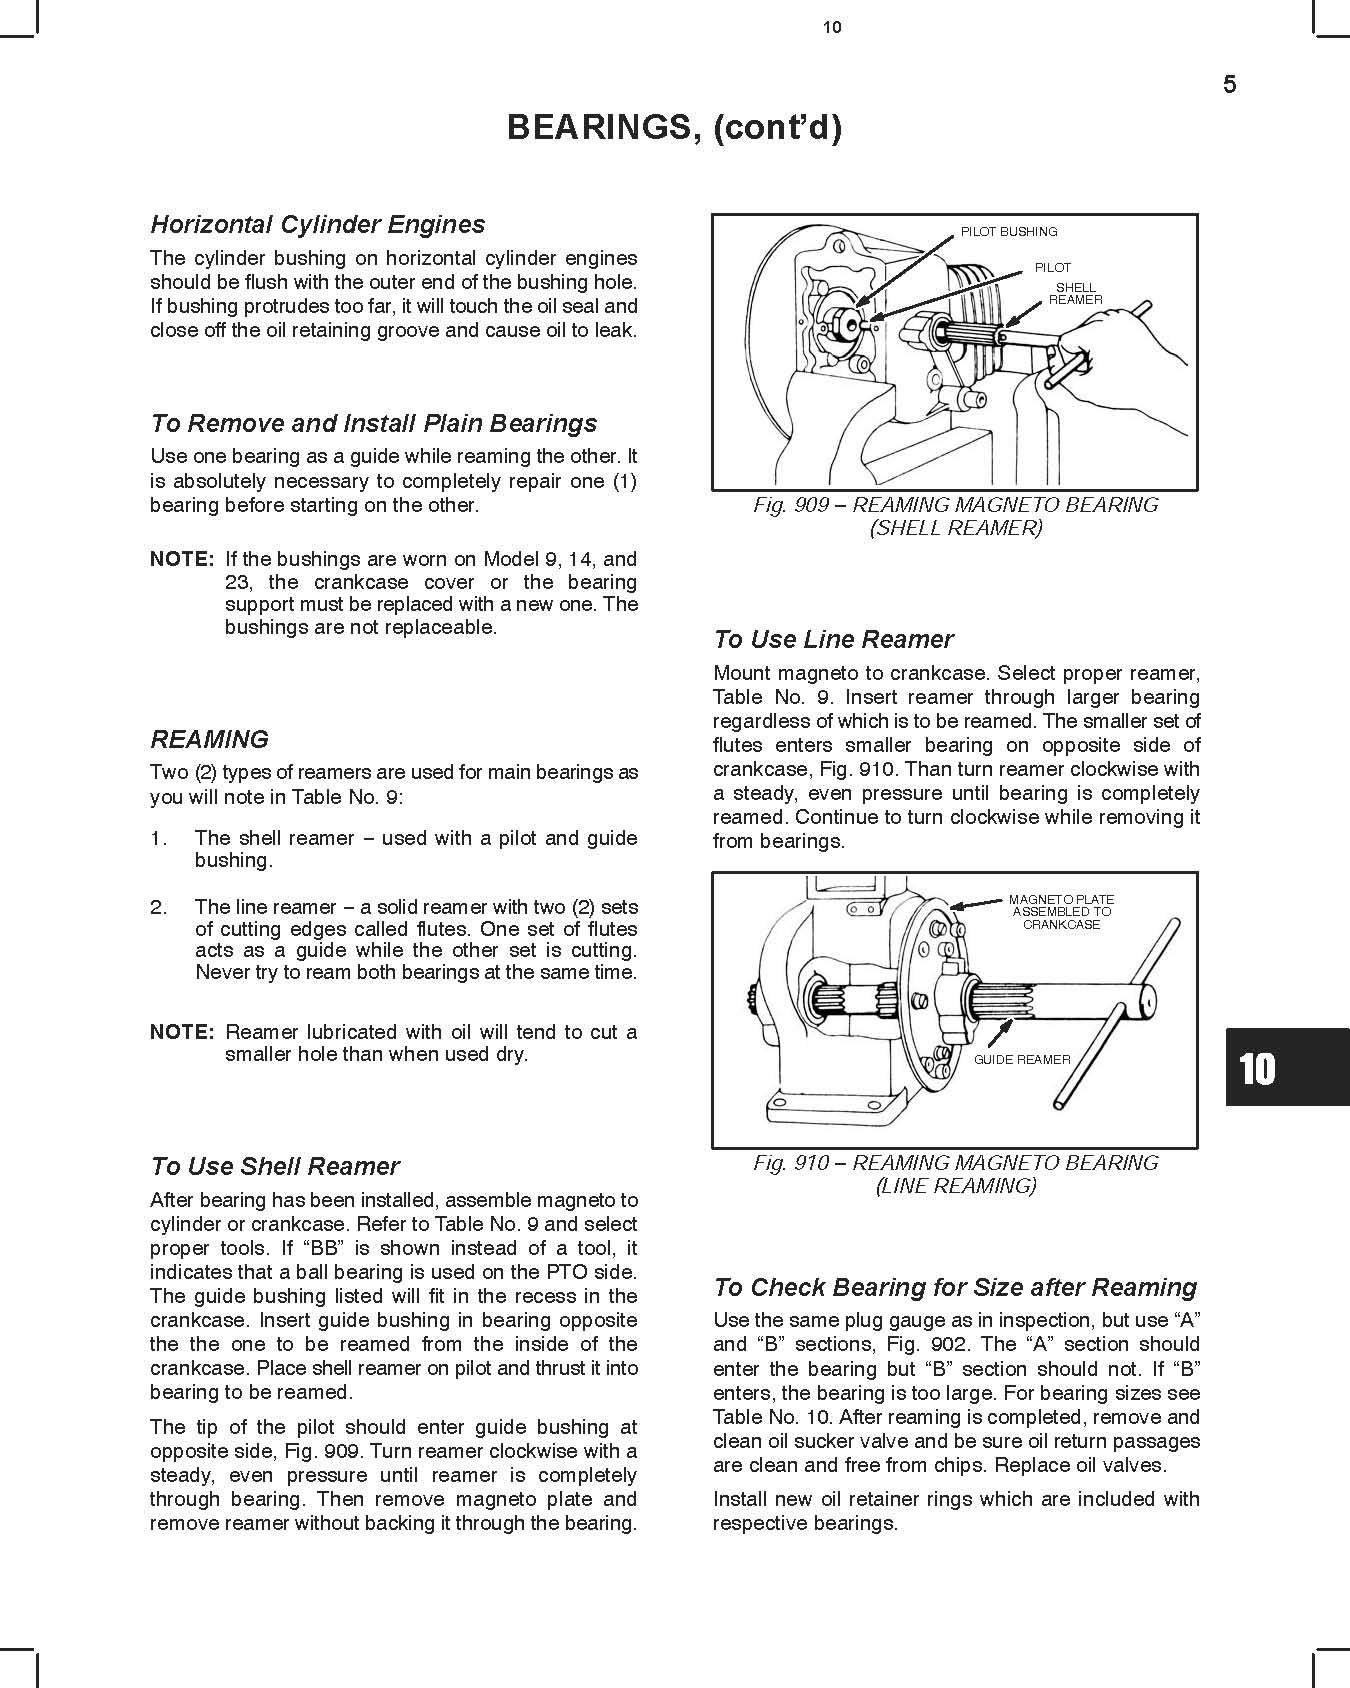 10
5
BEARINGS, (cont’d)
Horizontal Cylinder Engines
The cylinder bushing on horizontal cylinder engines
should be flush with the outer end of the bushing hole.
If bushing protrudes too far, it will touch the oil seal and
close off the oil retaining groove and cause oil to leak.
To Remove and Install Plain Bearings
Use one bearing as a guide while reaming the other. It
is absolutely necessary to completely repair one (1)
bearing before starting on the other.
NOTE: If the bushings are worn on Model 9, 14, and
23, the crankcase cover or the bearing
support must be replaced with a new one. The
bushings are not replaceable.
REAMING
Two (2) types of reamers are used for main bearings as
you will note in Table No. 9:
1. The shell reamer – used with a pilot and guide
bushing.
2. The line reamer – a solid reamer with two (2) sets
of cutting edges called flutes. One set of flutes
acts as a guide while the other set is cutting.
Never try to ream both bearings at the same time.
NOTE: Reamer lubricated with oil will tend to cut a
smaller hole than when used dry.
To Use Shell Reamer
After bearing has been installed, assemble magneto to
cylinder or crankcase. Refer to Table No. 9 and select
proper tools. If “BB” is shown instead of a tool, it
indicates that a ball bearing is used on the PTO side.
The guide bushing listed will fit in the recess in the
crankcase. Insert guide bushing in bearing opposite
the the one to be reamed from the inside of the
crankcase. Place shell reamer on pilot and thrust it into
bearing to be reamed.
The tip of the pilot should enter guide bushing at
opposite side, Fig. 909. Turn reamer clockwise with a
steady, even pressure until reamer is completely
through bearing. Then remove magneto plate and
remove reamer without backing it through the bearing.
PILOT BUSHING
PILOT
SHELL
REAMER
Fig. 909 – REAMING MAGNETO BEARING
(SHELL REAMER)
To Use Line Reamer
Mount magneto to crankcase. Select proper reamer,
Table No. 9. Insert reamer through larger bearing
regardless of which is to be reamed. The smaller set of
flutes enters smaller bearing on opposite side of
crankcase, Fig. 910. Than turn reamer clockwise with
a steady, even pressure until bearing is completely
reamed. Continue to turn clockwise while removing it
from bearings.
MAGNETO PLATE
ASSEMBLED TO
CRANKCASE
GUIDE REAMER
Fig. 910 – REAMING MAGNETO BEARING
(LINE REAMING)
To Check Bearing for Size after Reaming
Use the same plug gauge as in inspection, but use “A”
and “B” sections, Fig. 902. The “A” section should
enter the bearing but “B” section should not. If “B”
enters, the bearing is too large. For bearing sizes see
Table No. 10. After reaming is completed, remove and
clean oil sucker valve and be sure oil return passages
are clean and free from chips. Replace oil valves.
Install new oil retainer rings which are included with
respective bearings.
10